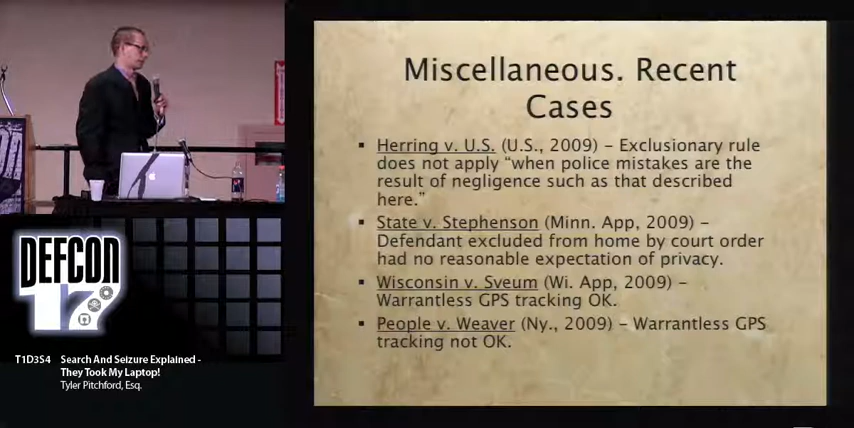 Miscellaneous. Recent
Cases
▪ Herring v. U.S. (U.S., 2009) – Exclusionary rule
does not apply “when police mistakes are the
result of negligence such as that described
here.”
▪ State v. Stephenson (Minn. App, 2009) –
Defendant excluded from home by court order
had no reasonable expectation of privacy.
▪ Wisconsin v. Sveum (Wi. App, 2009) –
Warrantless GPS tracking OK.
▪ People v. Weaver (Ny., 2009) – Warrantless GPS
tracking not OK.
DEFCON
17
T1D3S4 Search And Seizure Explained -
They Took My Laptop!
Tyler Pitchford, Esq.